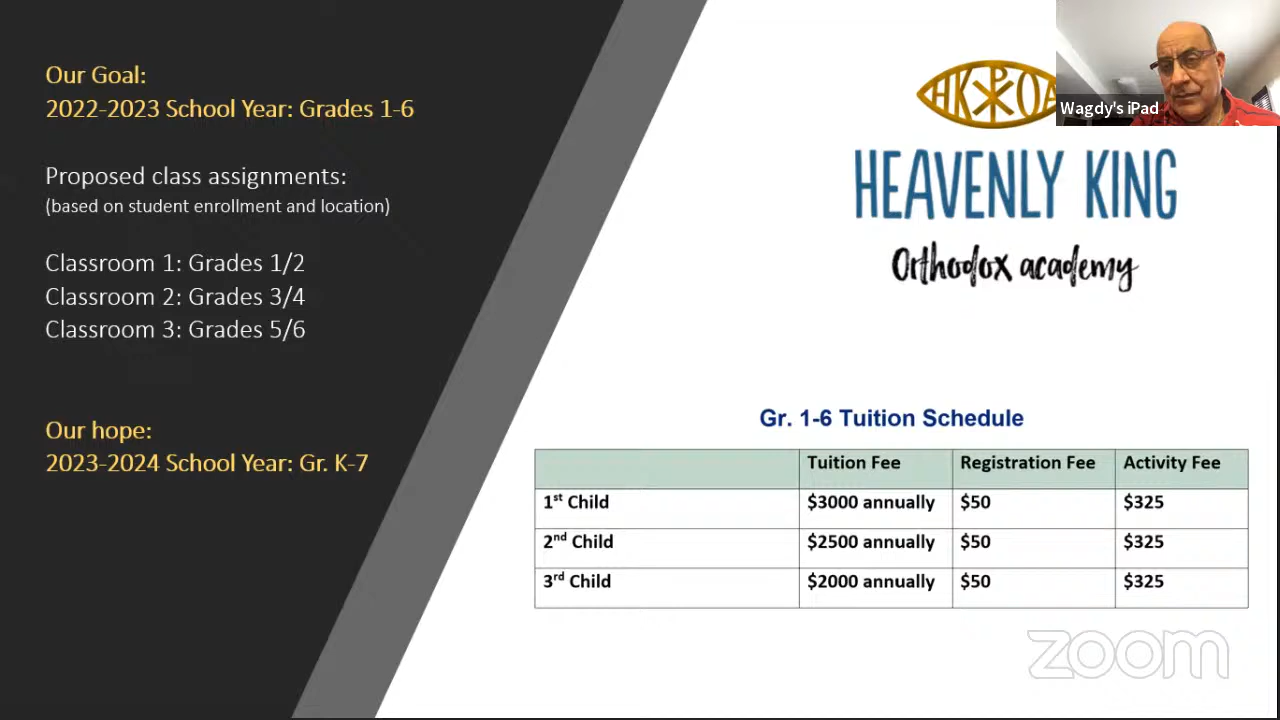 Our Goal:
2022-2023 School Year: Grades 1-6
Proposed class assignments:
(based on student enrollment and location)
Classroom 1: Grades 1/2
Classroom 2: Grades 3/4
Classroom 3: Grades 5/6
Our hope:
2023-2024 School Year: Gr. K-7
Wagdy's iPad
HEAVENLY KING
Orthodox academy
Gr. 1-6 Tuition Schedule
Tuition Fee Registration Fee Activity Fee
1st Child $3000 annually $50 $325
2nd Child $2500 annually $50 $325
3rd Child $2000 annually $50 $325
zoom